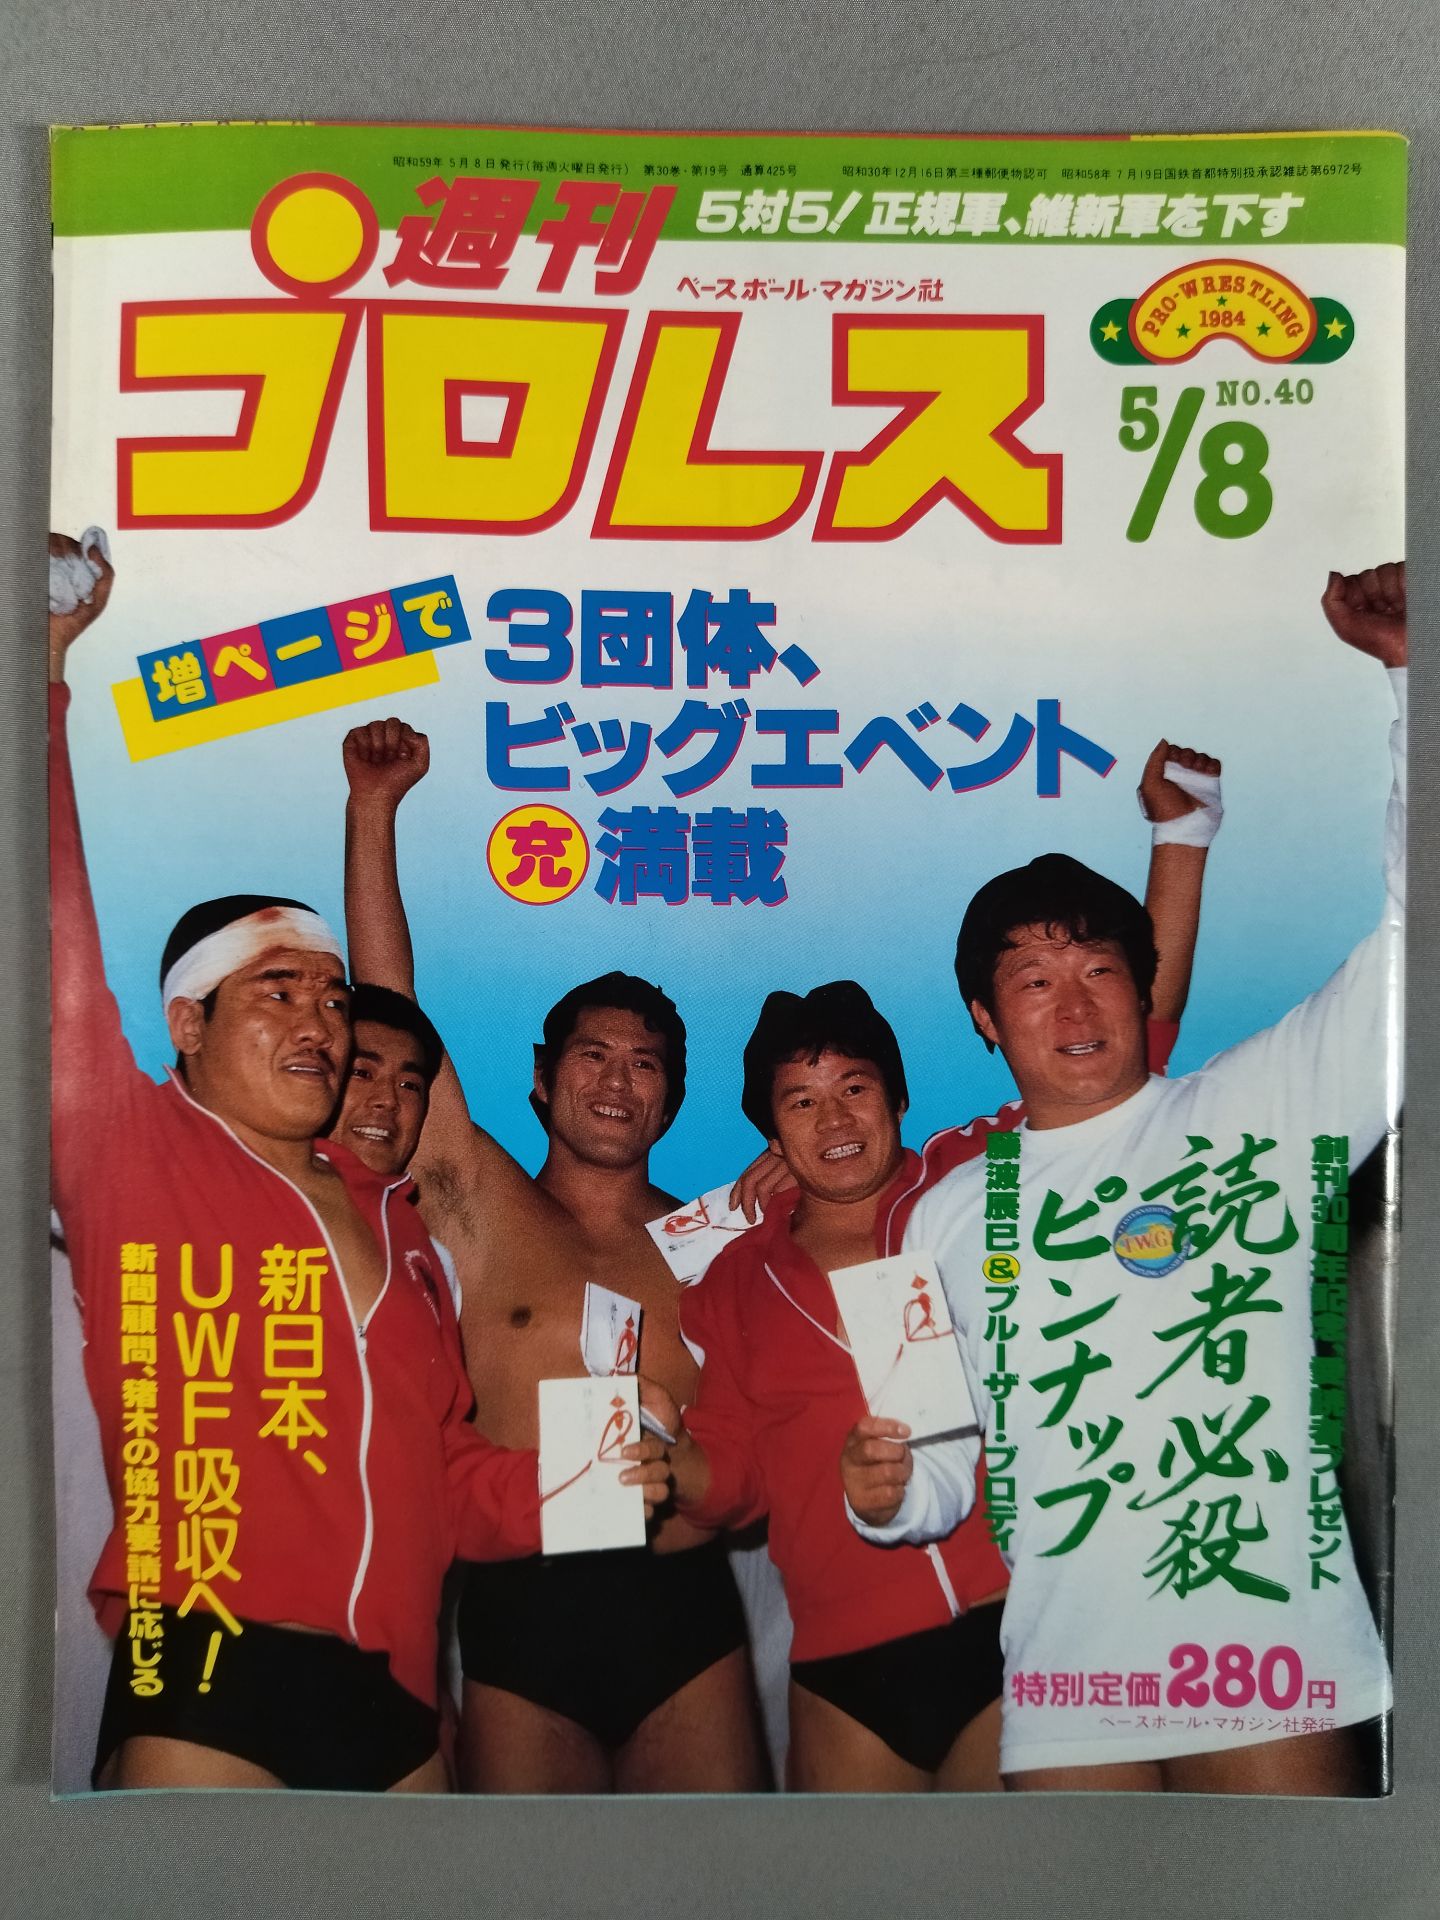 昭和59年5月8日発行(毎週火曜日発行) 第30巻・第19号 通算425号 昭和30年12月16日第三種郵便物認可 昭和58年7月19日国鉄首都特別扱承認雑誌第6972号
5対5!正規軍、維新軍を下す
週刊
プロレス
ベースボール・マガジン社
PRO-WRESTLING
1984
5/8
NO.40
増ページで
3団体、
ビッグエベント
充満載
創刊30周年記念、愛読者プレゼント
読者必殺
ピンナップ
藤波辰巳&ブルーザー・ブロディ
INTERNATIONAL
I.W.G.P
新日本、
UWF吸収へ!
新間顧問、猪木の協力要請に応じる
特別定価280円
ベースボール・マガジン社発行